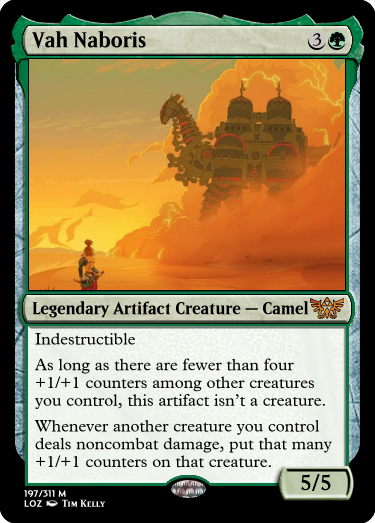 Vah Naboris 3
Legendary Artifact Creature — Camel
Indestructible
As long as there are fewer than four
+1/+1 counters among other creatures
you control, this artifact isn't a creature.
Whenever another creature you control
deals noncombat damage, put that many
+1/+1 counters on that creature.
5/5
197/311 M
LOZ Tim Kelly